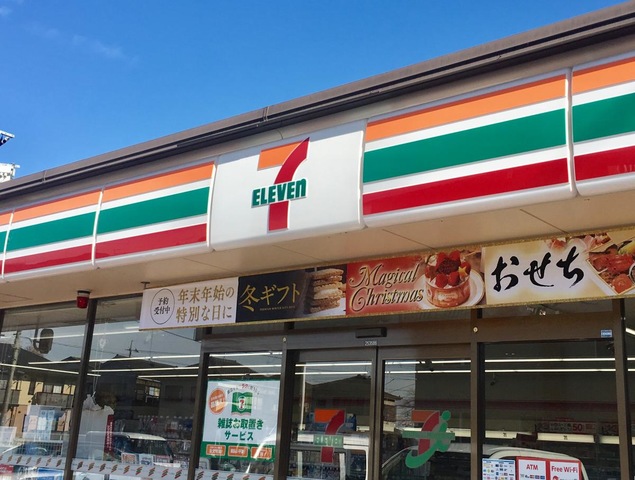 7
ELEVEn
予約
受付中
年末年始の
特別な日に
冬ギフト
Magical
Christmas
おせち
雑誌お取置き
サービス
7
ELEVEn
ATM
Free Wi-Fi